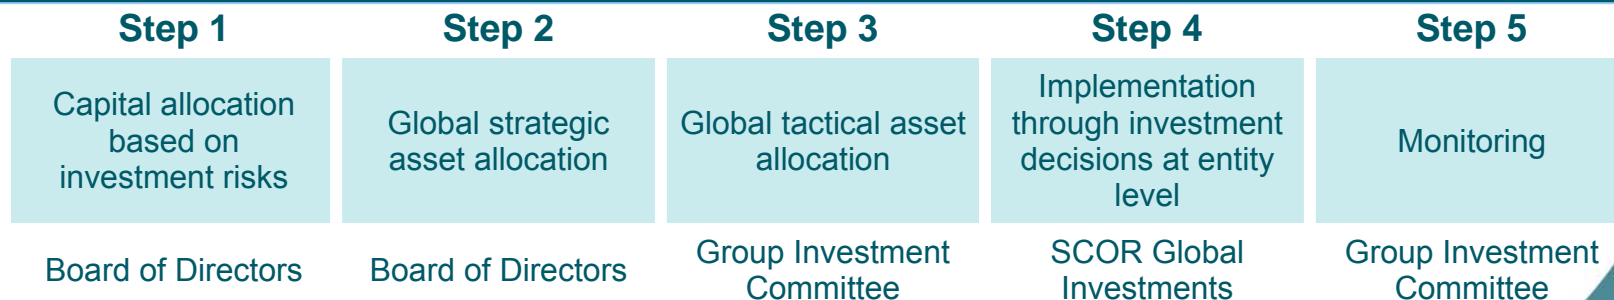 Step 1
Step 2
Step 3
Step 4
Step 5
Capital allocation
based on
investment risks
Global strategic
asset allocation
Global tactical asset
allocation
Implementation
through investment
decisions at entity
level
Monitoring
Board of Directors
Board of Directors
Group Investment
Committee
SCOR Global
Investments
Group Investment
Committee